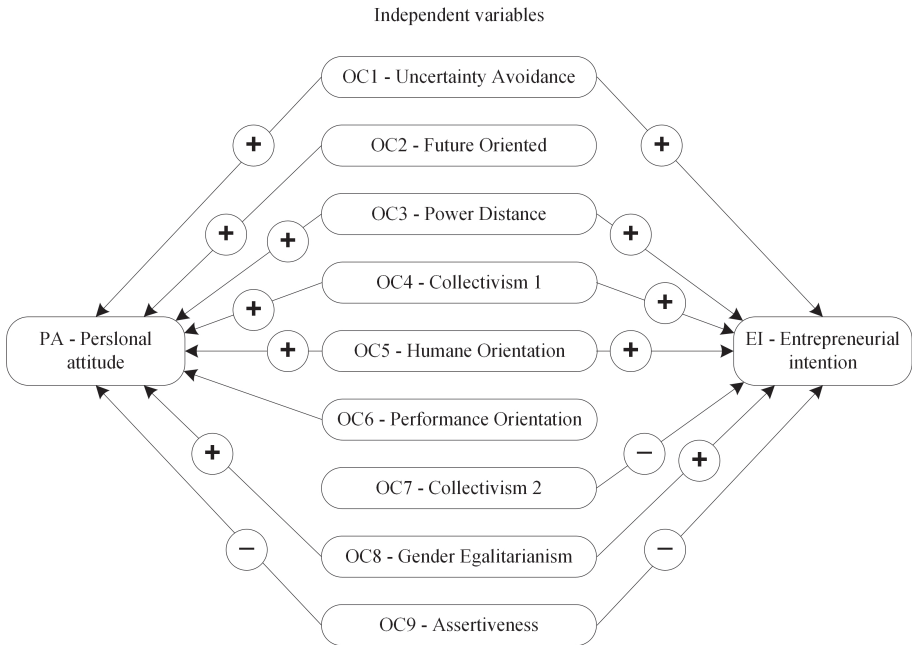 Independent variables
OC1 - Uncertainty Avoidance
+
+
OC2 - Future Oriented
+
OC3 - Power Distance
+
+
OC4 - Collectivism 1
+
+
PA - Perslonal
attitude
+
OC5 - Humane Orientation
+
EI - Entrepreneurial
intention
OC6 - Performance Orientation
+
−
+
OC7 - Collectivism 2
−
OC8 - Gender Egalitarianism
−
OC9 - Assertiveness